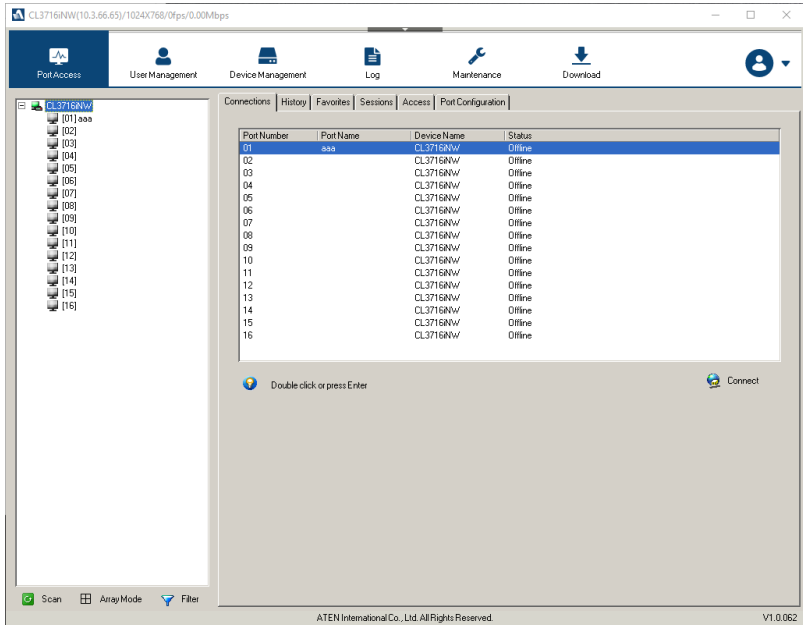 CL3716iNW(10.3.66.65)/1024X768/0fps/0.00Mbps
PortAccess User Management Device Management Log Maintenance Download
CL3716iNW
[01] aaa
[02]
[03]
[04]
[05]
[06]
[07]
[08]
[09]
[10]
[11]
[12]
[13]
[14]
[15]
[16]
Connections History Favorites Sessions Access Port Configuration
Port Number Port Name Device Name Status
01 aaa CL3716iNW Offline
02 CL3716iNW Offline
03 CL3716iNW Offline
04 CL3716iNW Offline
05 CL3716iNW Offline
06 CL3716iNW Offline
07 CL3716iNW Offline
08 CL3716iNW Offline
09 CL3716iNW Offline
10 CL3716iNW Offline
11 CL3716iNW Offline
12 CL3716iNW Offline
13 CL3716iNW Offline
14 CL3716iNW Offline
15 CL3716iNW Offline
16 CL3716iNW Offline
Double click or press Enter Connect
Scan Array Mode Filter
ATEN International Co., Ltd. All Rights Reserved. V1.0.062